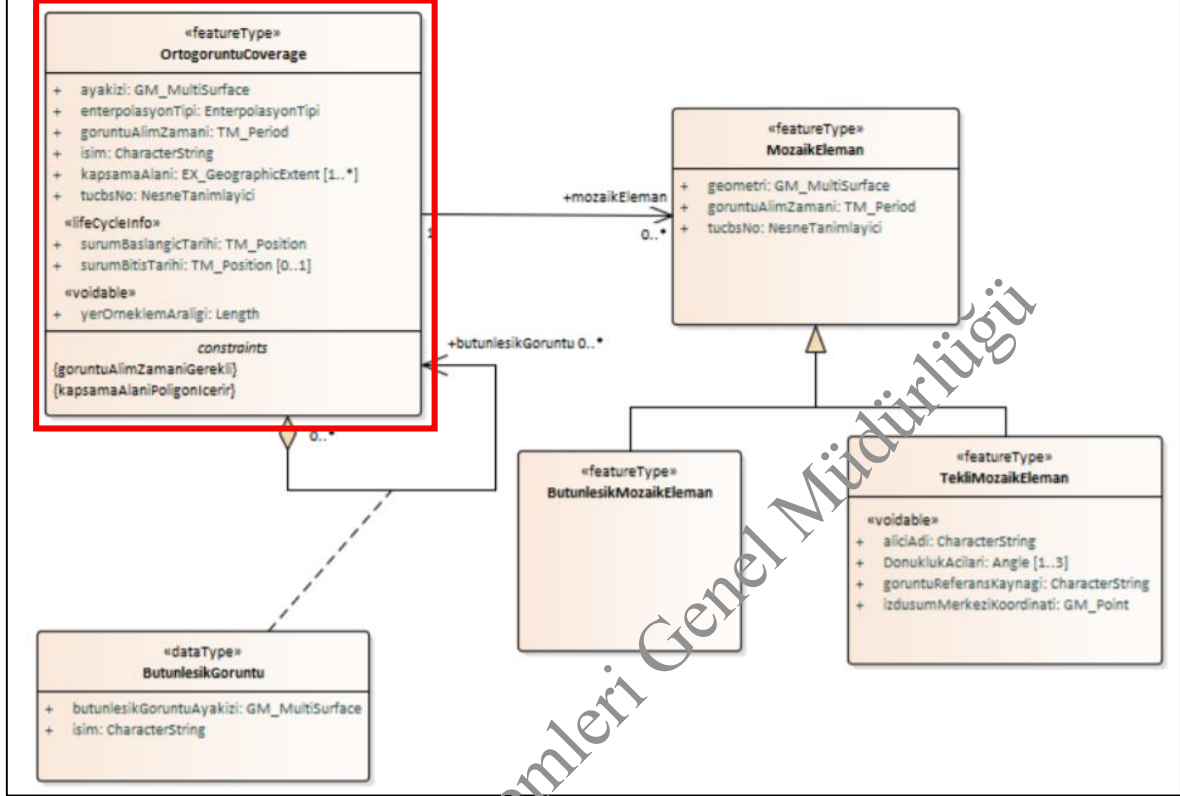 «featureType»
OrtogoruntuCoverage
+ ayakizi: GM_MultiSurface
+ enterpolasyonTipi: EnterpolasyonTipi
+ goruntuAlimZamani: TM_Period
+ isim: CharacterString
+ kapsamaAlani: EX_GeographicExtent [1..*]
+ tucbsNo: NesneTanimlayici
«lifeCycleInfo»
+ surumBaslangicTarihi: TM_Position
+ surumBitisTarihi: TM_Position [0..1]
«voidable»
+ yerOrneklemAraligi: Length
constraints
{goruntuAlimZamaniGerekli}
{kapsamaAlaniPoligonIcerir}
+mozaikEleman
1
0..*
«featureType»
MozaikEleman
+ geometri: GM_MultiSurface
+ goruntuAlimZamani: TM_Period
+ tucbsNo: NesneTanimlayici
+butunlesikGoruntu 0..*
0..*
«featureType»
ButunlesikMozaikEleman
«featureType»
TekliMozaikEleman
«voidable»
+ aliciAdi: CharacterString
+ DonuklukAcilari: Angle [1..3]
+ goruntuReferansKaynagi: CharacterString
+ izdusumMerkeziKoordinati: GM_Point
«dataType»
ButunlesikGoruntu
+ butunlesikGoruntuAyakizi: GM_MultiSurface
+ isim: CharacterString
emleri Genel Müdürlüğü